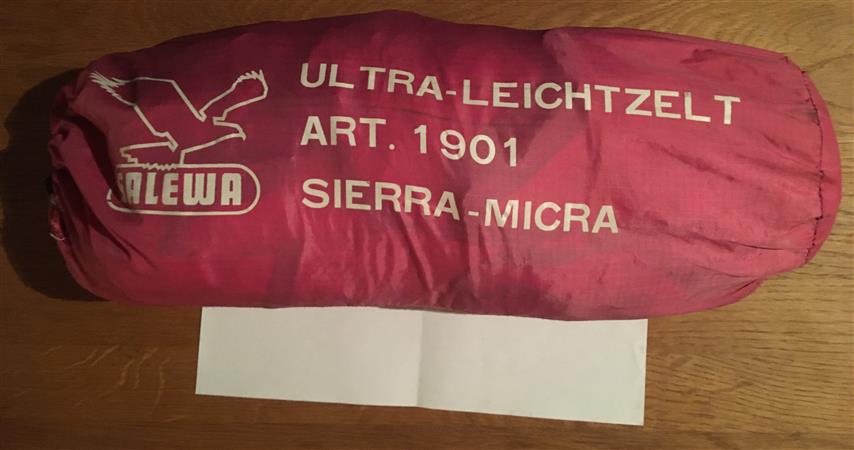 ULTRA-LEICHTZELT
ART. 1901
SIERRA-MICRA
SALEWA